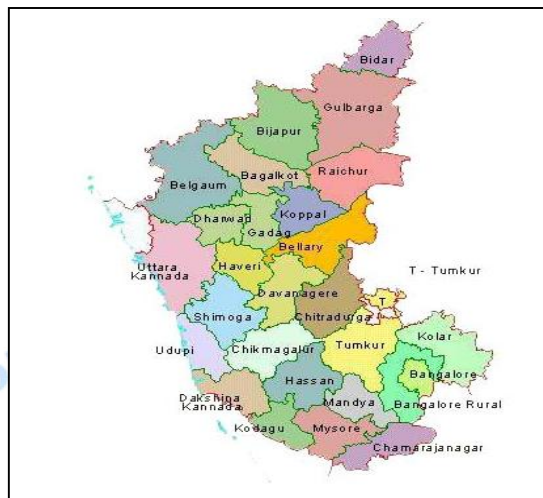 Bidar
Gulbarga
Bijapur
Raichur
Bagalkot
Belgaum
Koppal
Dharwad
Gadag
Bellary
Uttara
Kannada
Haveri
T - Tumkur
Davanagere
T
Chitradurga
Shimoga
Kolar
Udupi
Chikmagalur
Tumkur
Bangalore
Hassan
Dakshina
Kannada
Mandya
Bangalore Rural
Kodagu
Mysore
Chamarajanagar